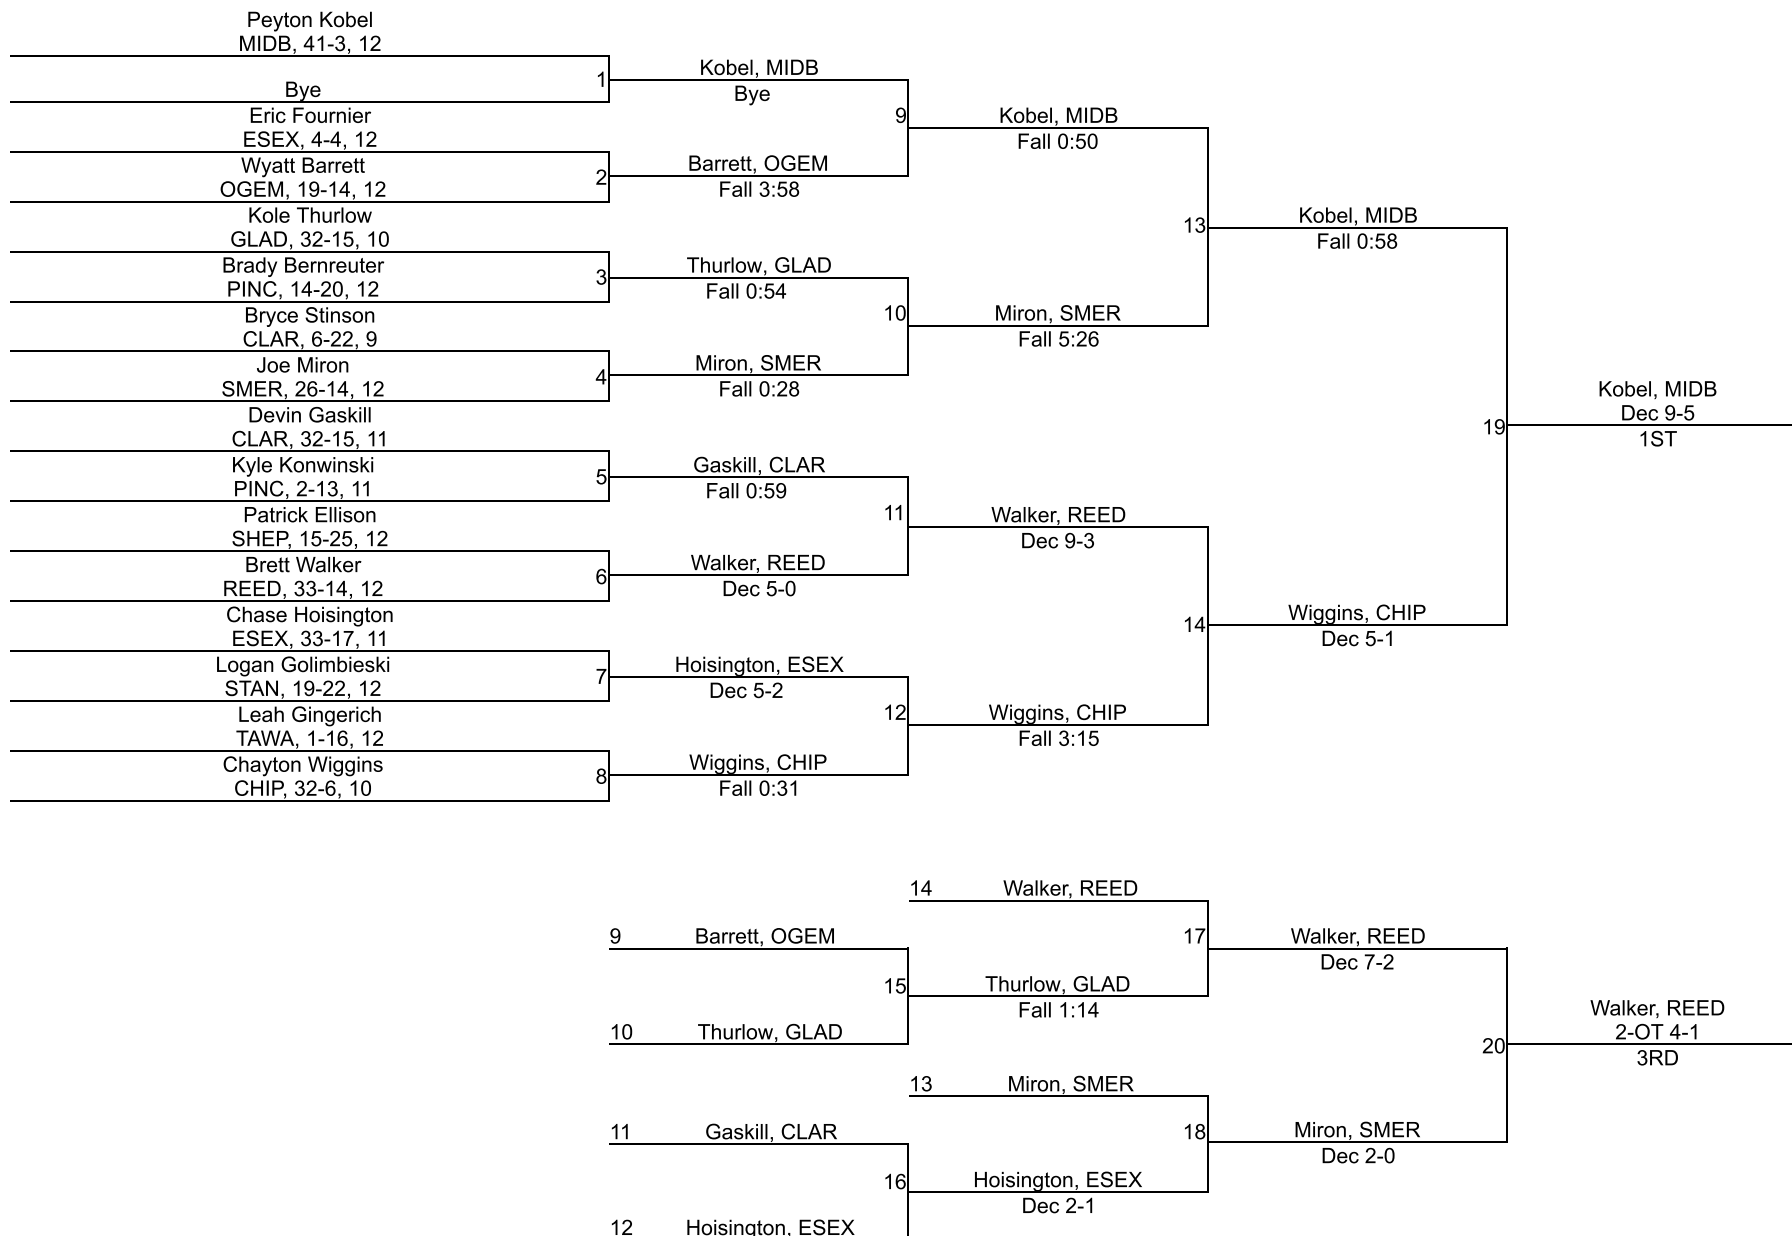 Peyton Kobel
MIDB, 41-3, 12
Bye
Eric Fournier
ESEX, 4-4, 12
Wyatt Barrett
OGEM, 19-14, 12
Kole Thurlow
GLAD, 32-15, 10
Brady Bernreuter
PINC, 14-20, 12
Bryce Stinson
CLAR, 6-22, 9
Joe Miron
SMER, 26-14, 12
Devin Gaskill
CLAR, 32-15, 11
Kyle Konwinski
PINC, 2-13, 11
Patrick Ellison
SHEP, 15-25, 12
Brett Walker
REED, 33-14, 12
Chase Hoisington
ESEX, 33-17, 11
Logan Golimbieski
STAN, 19-22, 12
Leah Gingerich
TAWA, 1-16, 12
Chayton Wiggins
CHIP, 32-6, 10
1
Kobel, MIDB
Bye
2
Barrett, OGEM
Fall 3:58
3
Thurlow, GLAD
Fall 0:54
4
Miron, SMER
Fall 0:28
5
Gaskill, CLAR
Fall 0:59
6
Walker, REED
Dec 5-0
7
Hoisington, ESEX
Dec 5-2
8
Wiggins, CHIP
Fall 0:31
9
Kobel, MIDB
Fall 0:50
10
Miron, SMER
Fall 5:26
11
Walker, REED
Dec 9-3
12
Wiggins, CHIP
Fall 3:15
13
Kobel, MIDB
Fall 0:58
14
Wiggins, CHIP
Dec 5-1
19
Kobel, MIDB
Dec 9-5
1ST
14 Walker, REED
9 Barrett, OGEM
15
Thurlow, GLAD
Fall 1:14
10 Thurlow, GLAD
17
Walker, REED
Dec 7-2
13 Miron, SMER
11 Gaskill, CLAR
16
Hoisington, ESEX
Dec 2-1
12 Hoisington, ESEX
18
Miron, SMER
Dec 2-0
20
Walker, REED
2-OT 4-1
3RD